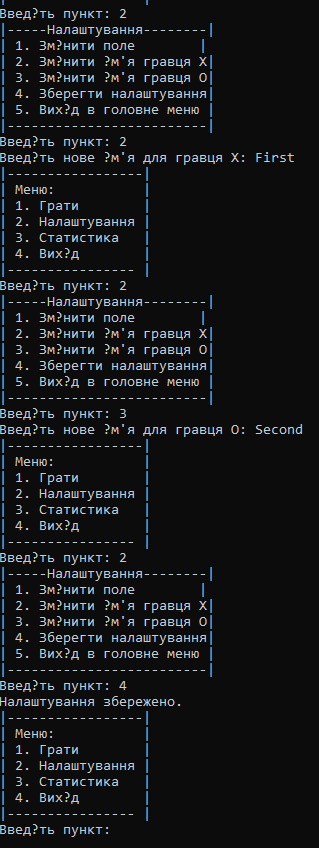 Введ?ть пункт: 2
|-----Налаштування--------|
| 1. Зм?нити поле        |
| 2. Зм?нити ?м'я гравця X|
| 3. Зм?нити ?м'я гравця O|
| 4. Зберегти налаштування|
| 5. Вих?д в головне меню |
|-------------------------|
Введ?ть пункт: 2
Введ?ть нове ?м'я для гравця X: First
|-----------------|
| Меню:           |
| 1. Грати        |
| 2. Налаштування |
| 3. Статистика   |
| 4. Вих?д        |
|---------------- |
Введ?ть пункт: 2
|-----Налаштування--------|
| 1. Зм?нити поле        |
| 2. Зм?нити ?м'я гравця X|
| 3. Зм?нити ?м'я гравця O|
| 4. Зберегти налаштування|
| 5. Вих?д в головне меню |
|-------------------------|
Введ?ть пункт: 3
Введ?ть нове ?м'я для гравця O: Second
|-----------------|
| Меню:           |
| 1. Грати        |
| 2. Налаштування |
| 3. Статистика   |
| 4. Вих?д        |
|---------------- |
Введ?ть пункт: 2
|-----Налаштування--------|
| 1. Зм?нити поле        |
| 2. Зм?нити ?м'я гравця X|
| 3. Зм?нити ?м'я гравця O|
| 4. Зберегти налаштування|
| 5. Вих?д в головне меню |
|-------------------------|
Введ?ть пункт: 4
Налаштування збережено.
|-----------------|
| Меню:           |
| 1. Грати        |
| 2. Налаштування |
| 3. Статистика   |
| 4. Вих?д        |
|---------------- |
Введ?ть пункт: